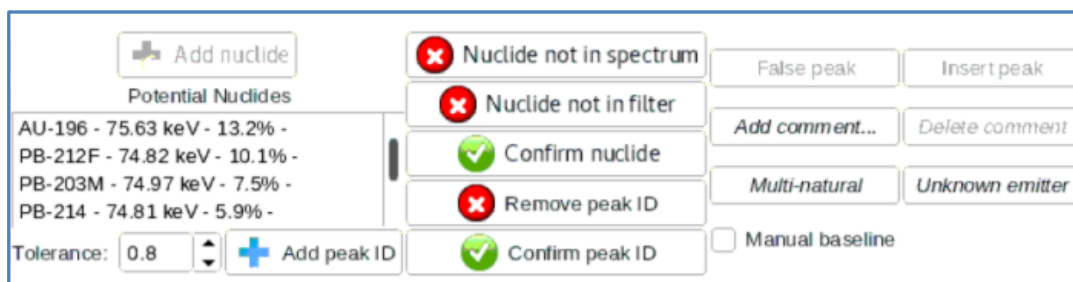 Add nuclide
Potential Nuclides
AU-196 - 75.63 keV - 13.2% -
PB-212F - 74.82 keV - 10.1% -
PB-203M - 74.97 keV - 7.5% -
PB-214 - 74.81 keV - 5.9% -
Tolerance: 0.8 Add peak ID
Nuclide not in spectrum
Nuclide not in filter
Confirm nuclide
Remove peak ID
Confirm peak ID
False peak Insert peak
Add comment... Delete comment
Multi-natural Unknown emitter
Manual baseline